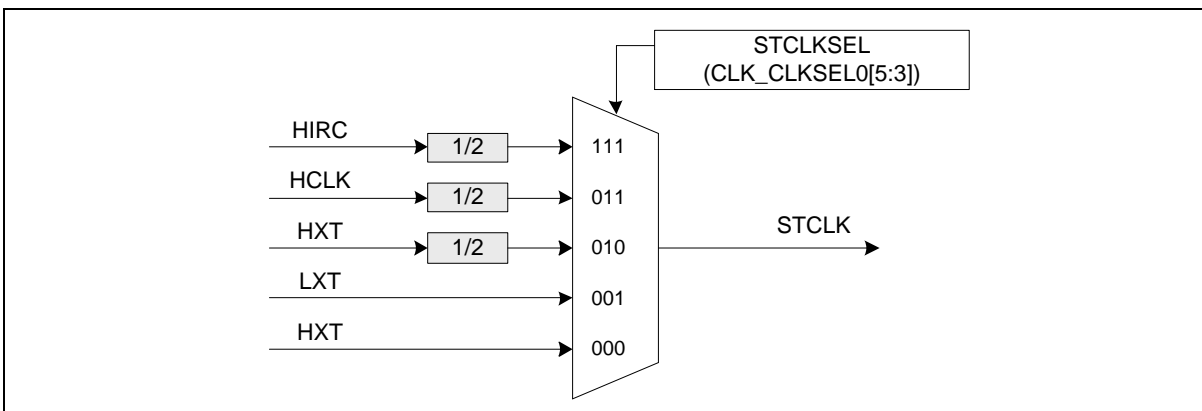 STCLKSEL
(CLK_CLKSEL0[5:3])
HIRC
1/2
111
HCLK
1/2
011
HXT
1/2
010
STCLK
LXT
001
HXT
000